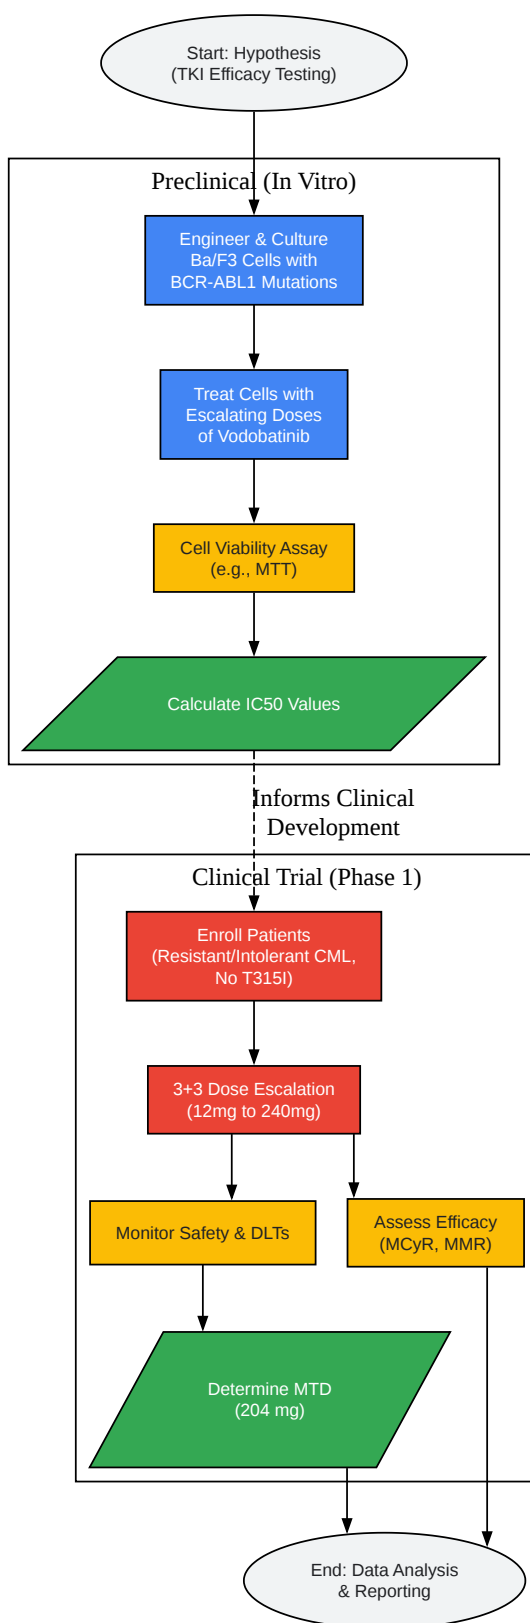 Start: Hypothesis
(TKI Efficacy Testing)
Preclinical (In Vitro)
Engineer & Culture
Ba/F3 Cells with
BCR-ABL1 Mutations
Treat Cells with
Escalating Doses
of Vodobatinib
Cell Viability Assay
(e.g., MTT)
Calculate IC50 Values
Informs Clinical
Development
Clinical Trial (Phase 1)
Enroll Patients
(Resistant/Intolerant CML,
No T315I)
3+3 Dose Escalation
(12mg to 240mg)
Monitor Safety & DLTs
Assess Efficacy
(MCyR, MMR)
Determine MTD
(204 mg)
End: Data Analysis
& Reporting